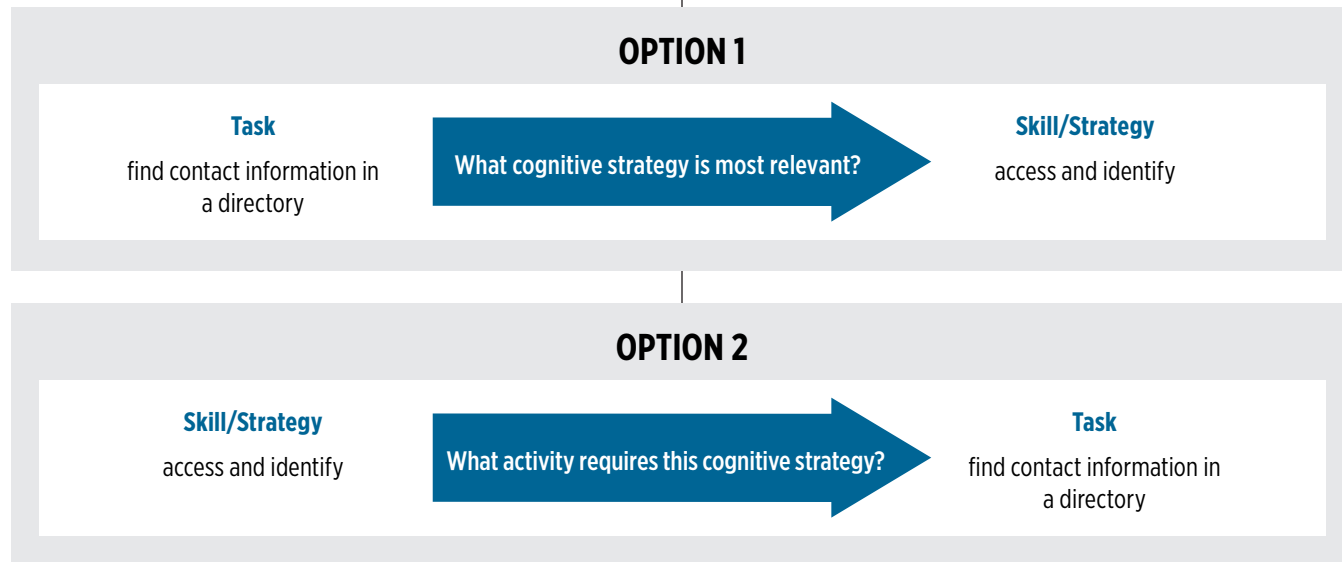 OPTION 1
Task
find contact information in
a directory
What cognitive strategy is most relevant?
Skill/Strategy
access and identify
OPTION 2
Skill/Strategy
access and identify
What activity requires this cognitive strategy?
Task
find contact information in
a directory